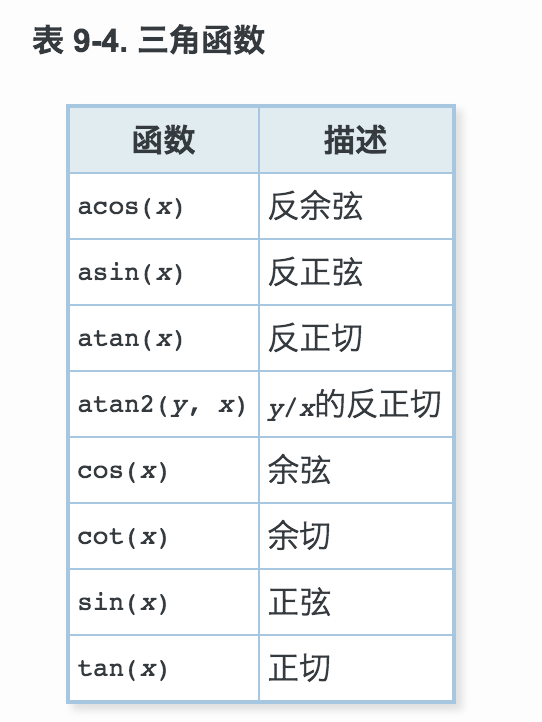 表 9-4. 三角函数
函数 描述
acos(x) 反余弦
asin(x) 反正弦
atan(x) 反正切
atan2(y, x) y/x的反正切
cos(x) 余弦
cot(x) 余切
sin(x) 正弦
tan(x) 正切